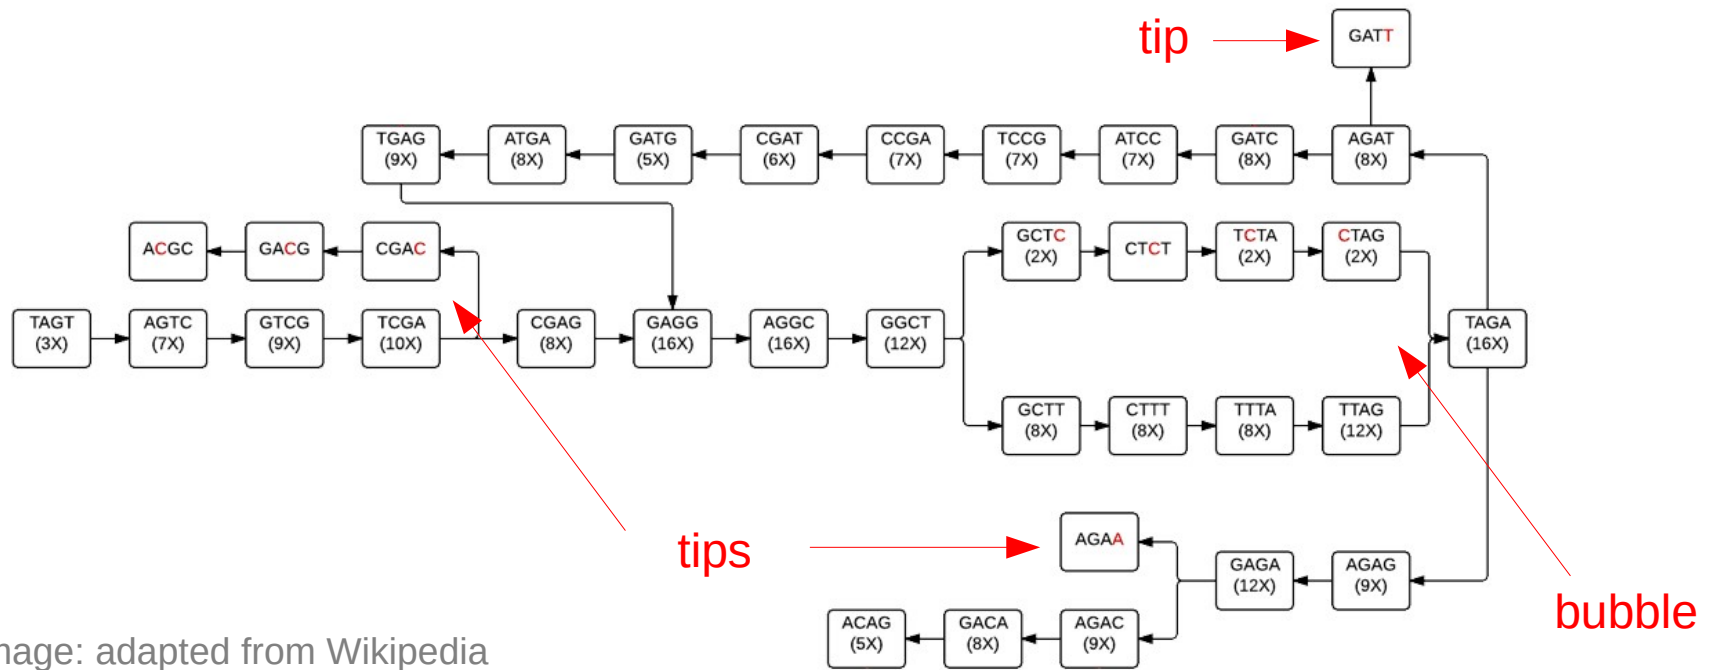 tip
GATT
TGAG
(9X)
ATGA
(8X)
GATG
(5X)
CGAT
(6X)
CCGA
(7X)
TCCG
(7X)
ATCC
(7X)
GATC
(8X)
AGAT
(8X)
ACGC
GACG
CGAC
GCTC
(2X)
CTCT
TCTA
(2X)
CTAG
(2X)
TAGT
(3X)
AGTC
(7X)
GTCG
(9X)
TCGA
(10X)
CGAG
(8X)
GAGG
(16X)
AGGC
(16X)
GGCT
(12X)
TAGA
(16X)
GCTT
(8X)
CTTT
(8X)
TTTA
(8X)
TTAG
(12X)
tips
AGAA
GAGA
(12X)
AGAG
(9X)
bubble
ACAG
(5X)
GACA
(8X)
AGAC
(9X)
mage: adapted from Wikipedia